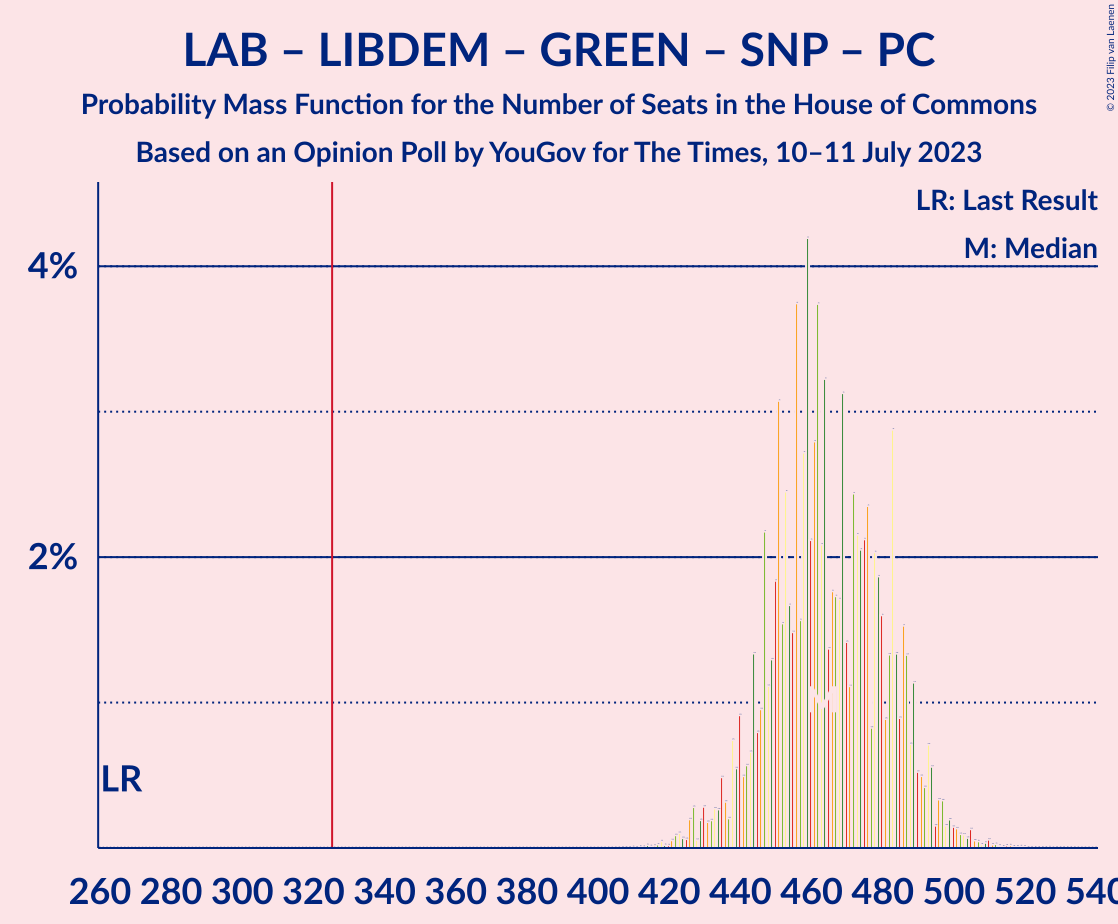 LAB – LIBDEM – GREEN – SNP – PC
Probability Mass Function for the Number of Seats in the House of Commons
Based on an Opinion Poll by YouGov for The Times, 10–11 July 2023
© 2023 Filip van Laenen
LR: Last Result
M: Median
4%
2%
LR
260 280 300 320 340 360 380 400 420 440 460 480 500 520 540